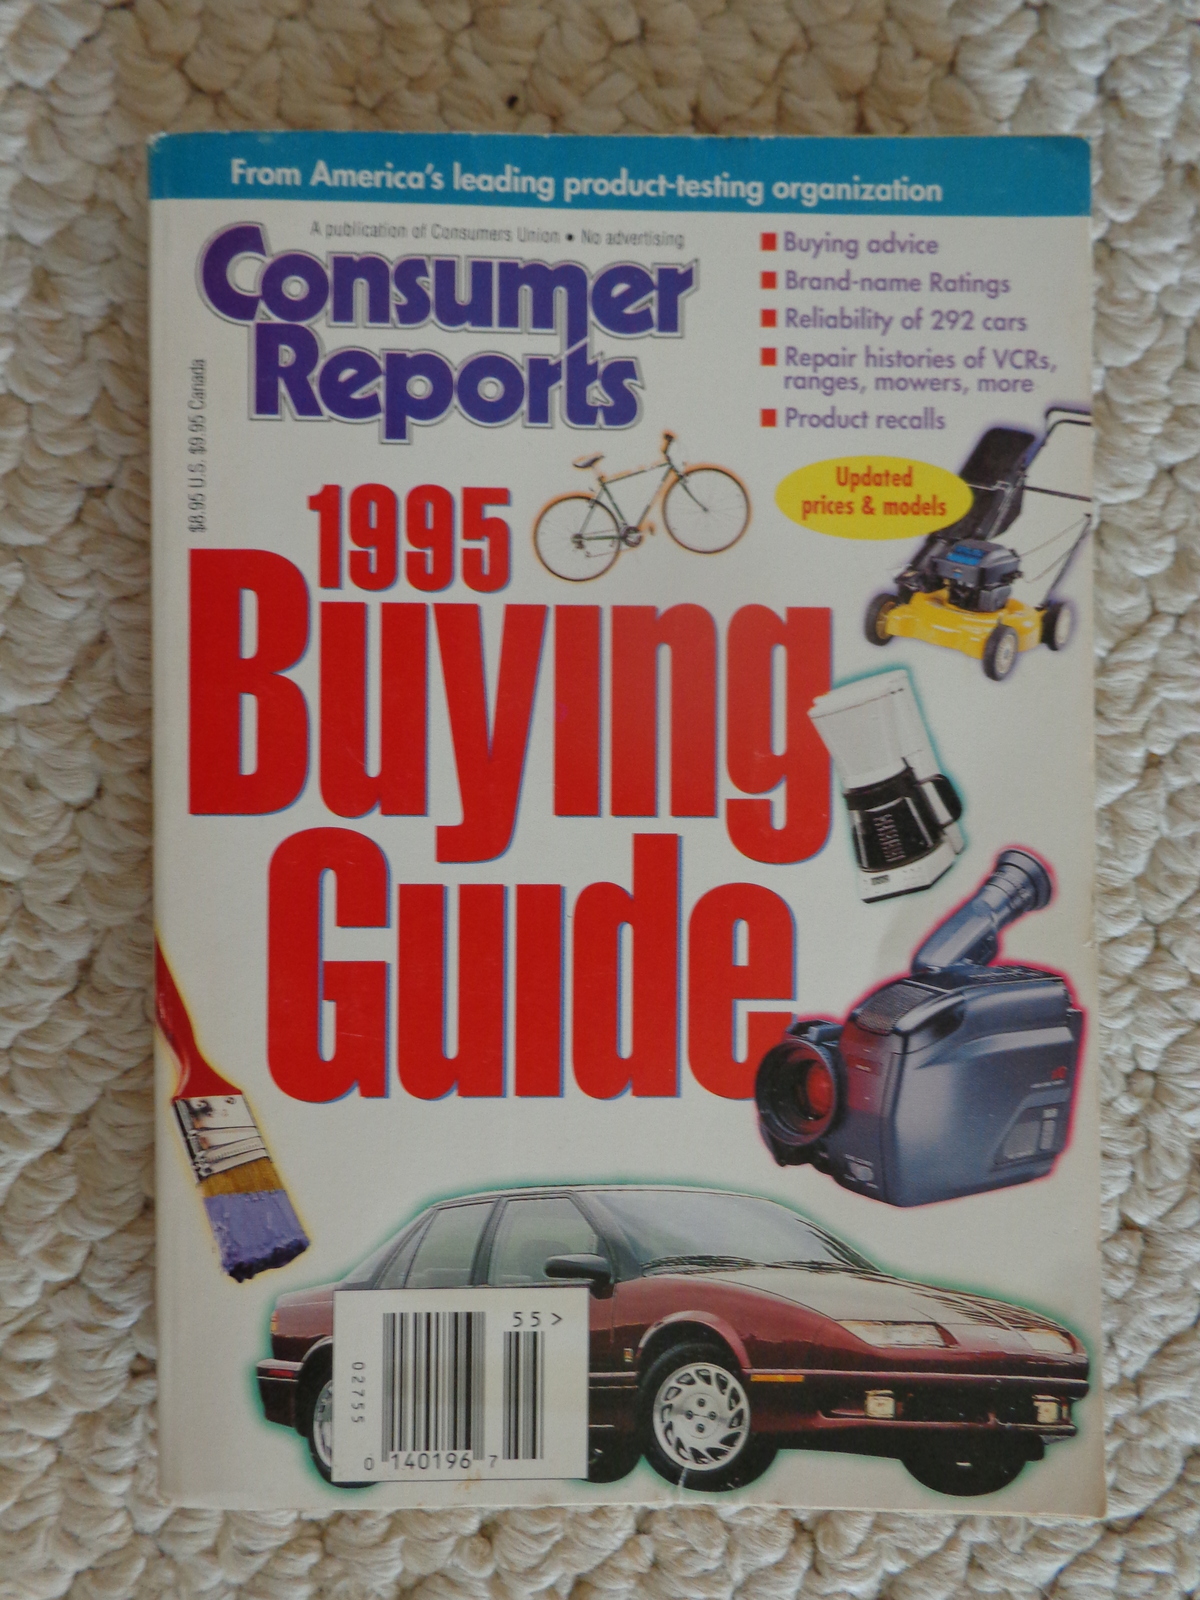 From America's leading product-testing organization
A publication of Consumers Union • No advertising
Consumer
Reports
$8.95 U.S. $9.95 Canada
■ Buying advice
■ Brand-name Ratings
■ Reliability of 292 cars
■ Repair histories of VCRs,
ranges, mowers, more
■ Product recalls
Updated
prices & models
1995
Buying
Guide
55>
02755
0 140196 7